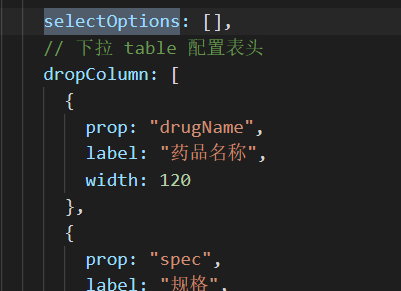 selectOptions: [],
// 下拉 table 配置表头
dropColumn: [
{
prop: "drugName",
label: "药品名称",
width: 120
},
{
prop: "spec",
label: "规格",